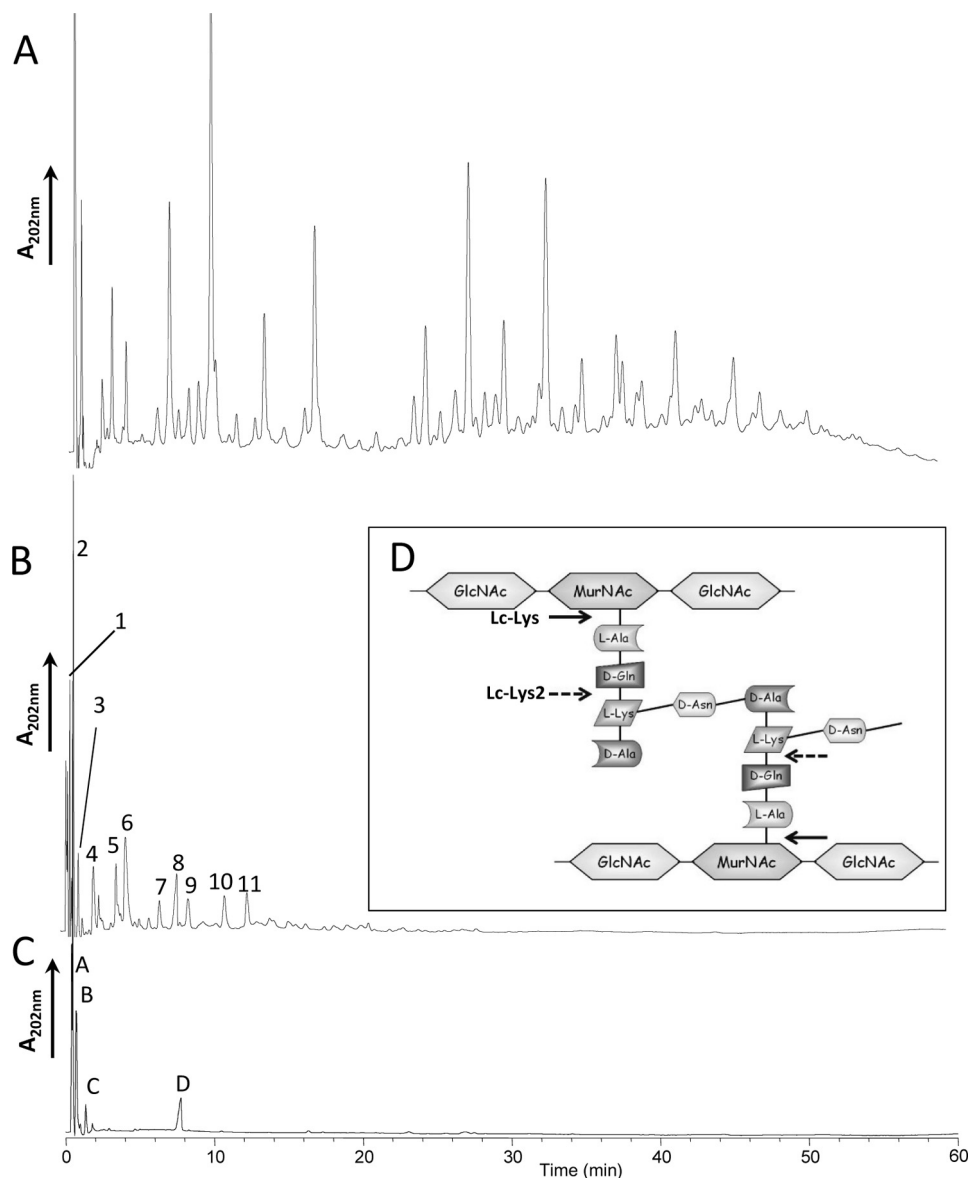 A
A202nm
B
2
1
3
4
5
6
7
8
9
10
11
A202nm
D
GlcNAc MurNAc GlcNAc
Lc-Lys
L-Ala
D-Gln
Lc-Lys2
L-Lys D-Asn D-Ala
D-Ala L-Lys D-Asn
D-Gln
L-Ala
GlcNAc MurNAc GlcNAc
C
A
B
C
D
A202nm
0 10 20 30 40 50 60
Time (min)